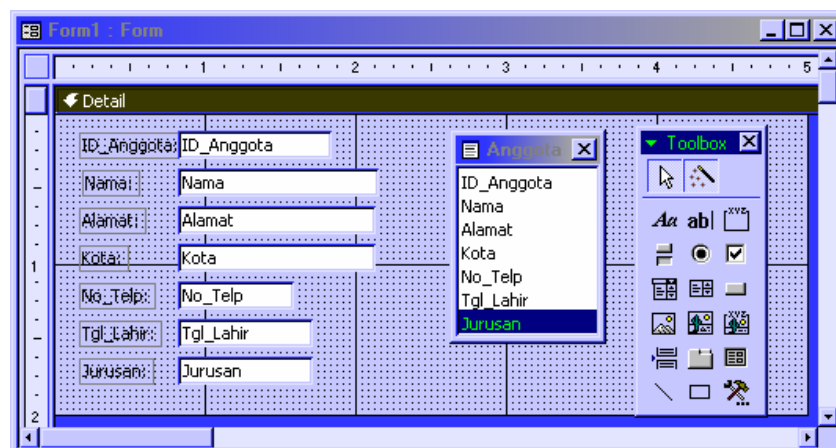 Form1 : Form
1 2 3 4 5
Detail
ID_Anggota: ID_Anggota
Nama: Nama
Alamat: Alamat
Kota: Kota
No_Telp: No_Telp
Tgl_Lahir: Tgl_Lahir
Jurusan: Jurusan
1
2
Anggota
ID_Anggota
Nama
Alamat
Kota
No_Telp
Tgl_Lahir
Jurusan
Toolbox
Aa ab| XYZ